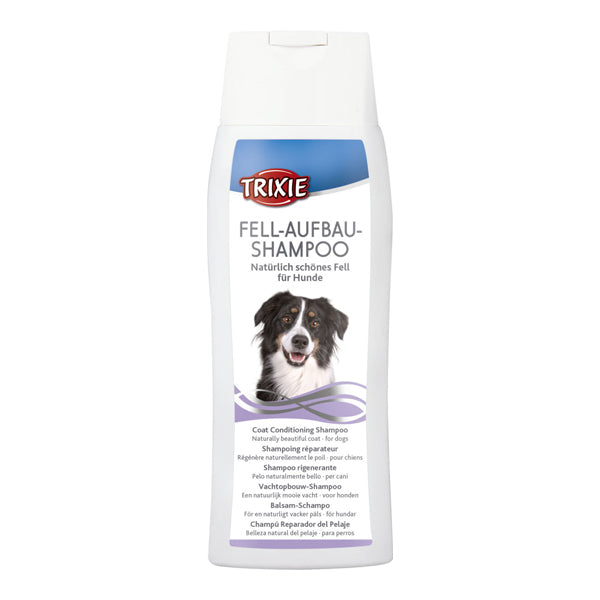 TRIXIE
FELL-AUFBAU-
SHAMPOO
Natürlich schönes Fell
für Hunde
Coat Conditioning Shampoo
Naturally beautiful coat · for dogs
Shampoing réparateur
Régénère naturellement le poil · pour chiens
Shampoo rigenerante
Pelo naturalmente bello · per cani
Vachtopbouw-Shampoo
Een natuurlijk mooie vacht · voor honden
Balsam-Schampo
För en naturligt vacker päls · för hundar
Champú Reparador del Pelaje
Belleza natural del pelaje · para perros